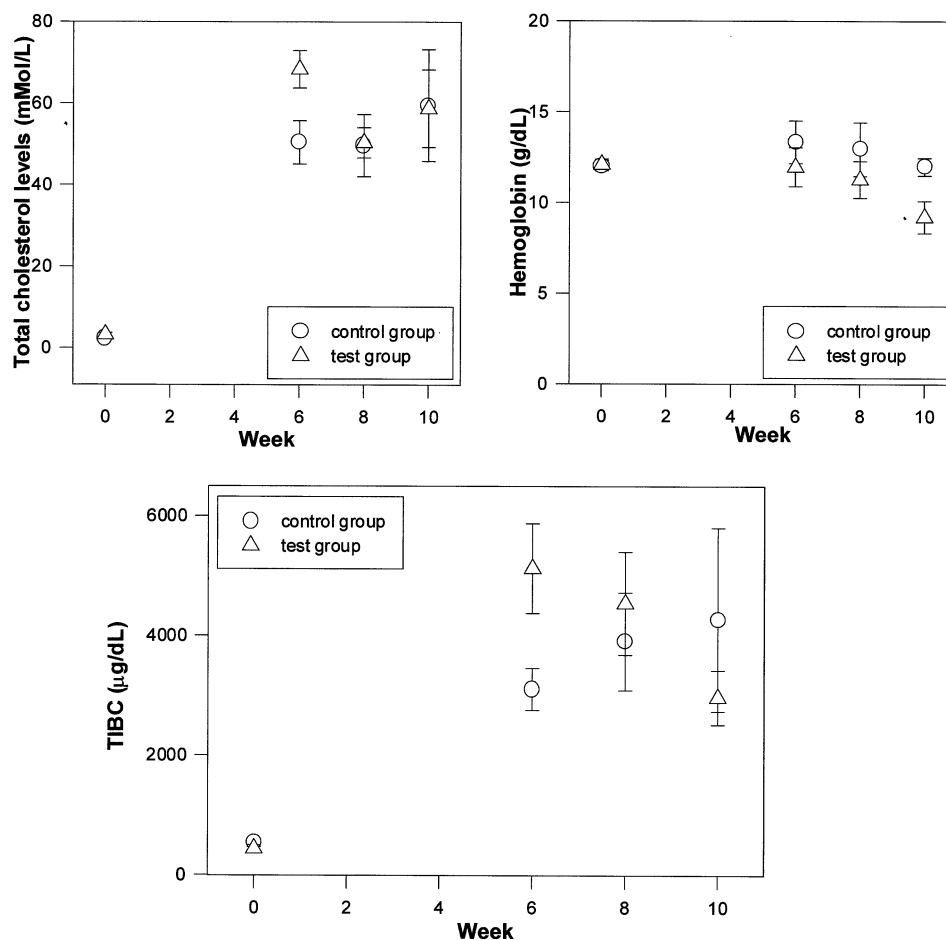 Total cholesterol levels (mMol/L)
80
60
40
20
0
control group
test group
0 2 4 6 8 10
Week
Hemoglobin (g/dL)
20
15
10
5
0
control group
test group
0 2 4 6 8 10
Week
TIBC (µg/dL)
6000
4000
2000
0
control group
test group
0 2 4 6 8 10
Week